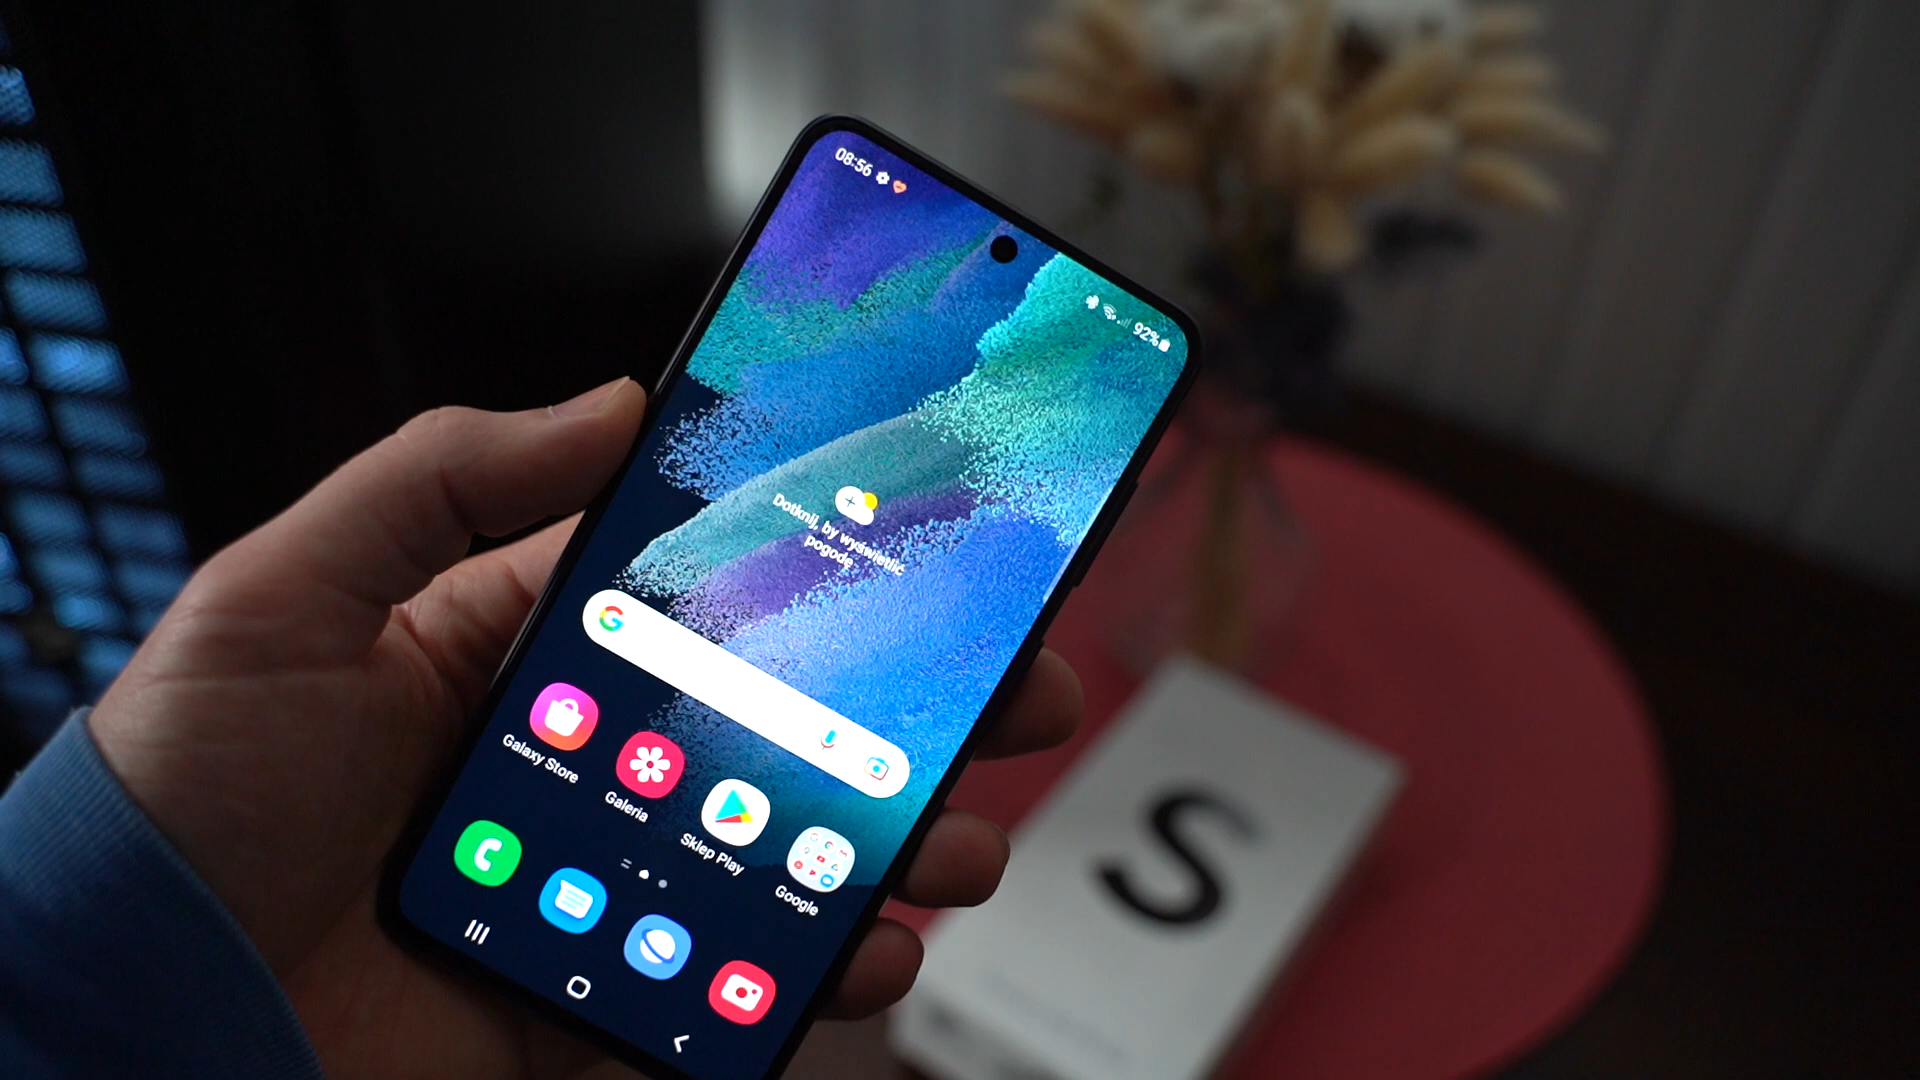 08:56
92%
Dotknij, by wyświetlić
pogodę
Galaxy Store
Galeria
Sklep Play
Google
S